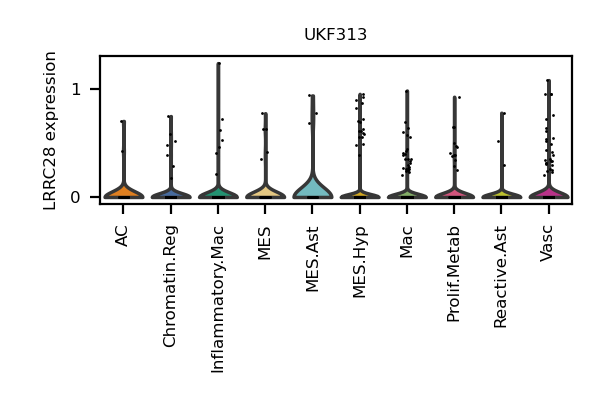 UKF313
LRRC28 expression
1
0
AC
Chromatin.Reg
Inflammatory.Mac
MES
MES.Ast
MES.Hyp
Mac
Prolif.Metab
Reactive.Ast
Vasc